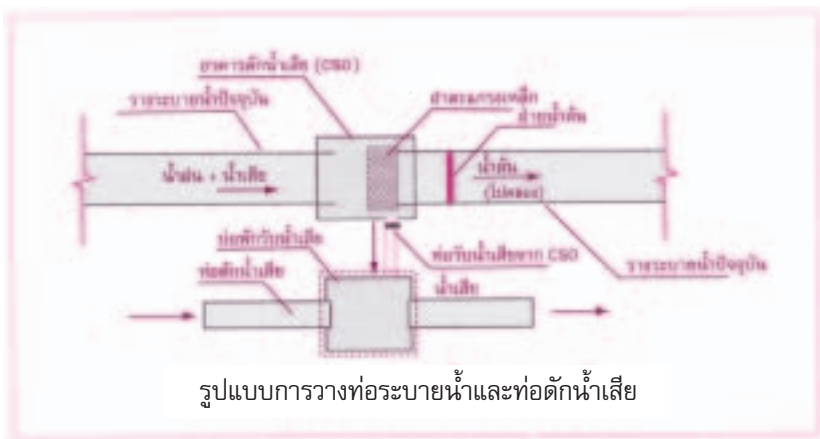 อาคารดักน้ำเสีย (CSO)
รางระบายน้ำปัจจุบัน
ฝาตะแกรงเหล็ก
ฝายน้ำล้น
น้ำฝน + น้ำเสีย
น้ำล้น
(ไปคลอง)
บ่อพักรับน้ำเสีย
ท่อรับน้ำเสียจาก CSO
ท่อดักน้ำเสีย
น้ำเสีย
รางระบายน้ำปัจจุบัน
รูปแบบการวางท่อระบายน้ำและท่อดักน้ำเสีย